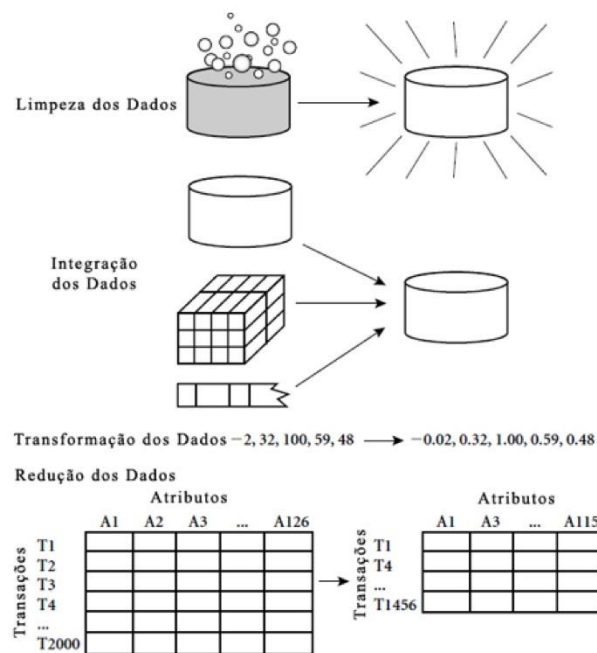 Limpeza dos Dados
Integração
dos Dados
Transformação dos Dados −2, 32, 100, 59, 48 −0.02, 0.32, 1.00, 0.59, 0.48
Redução dos Dados
Atributos
A1 A2 A3 ... A126
Transações
T1
T2
T3
T4
...
T2000
Atributos
A1 A3 ... A115
Transações
T1
T4
...
T1456